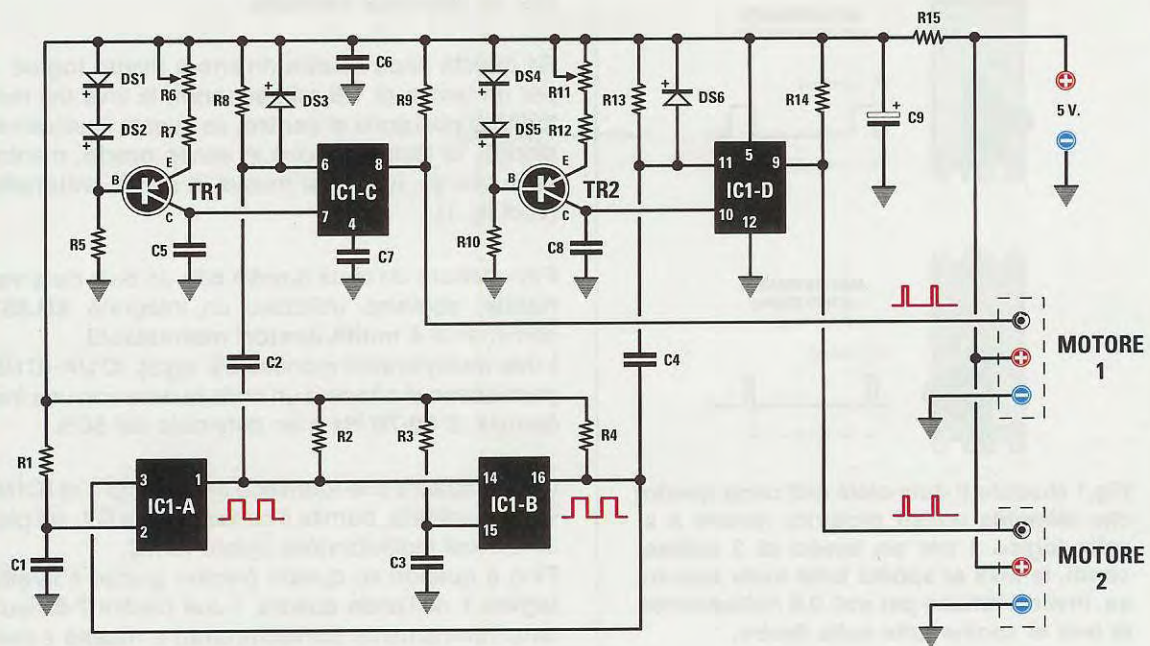 R15
C6
DS1
R6
R8
DS3
R9
DS4
R11
R13
DS6
R14
C9
5 V.
DS2
R7
DS5
R12
E
B
C
TR1
6 8
IC1-C
7 4
E
B
C
TR2
11 5 9
IC1-D
10 12
R5
C5
C7
R10
C8
C2
C4
MOTORE
1
R1
R2
R3
R4
3 1
IC1-A
2
14 16
IC1-B
15
C1
C3
MOTORE
2